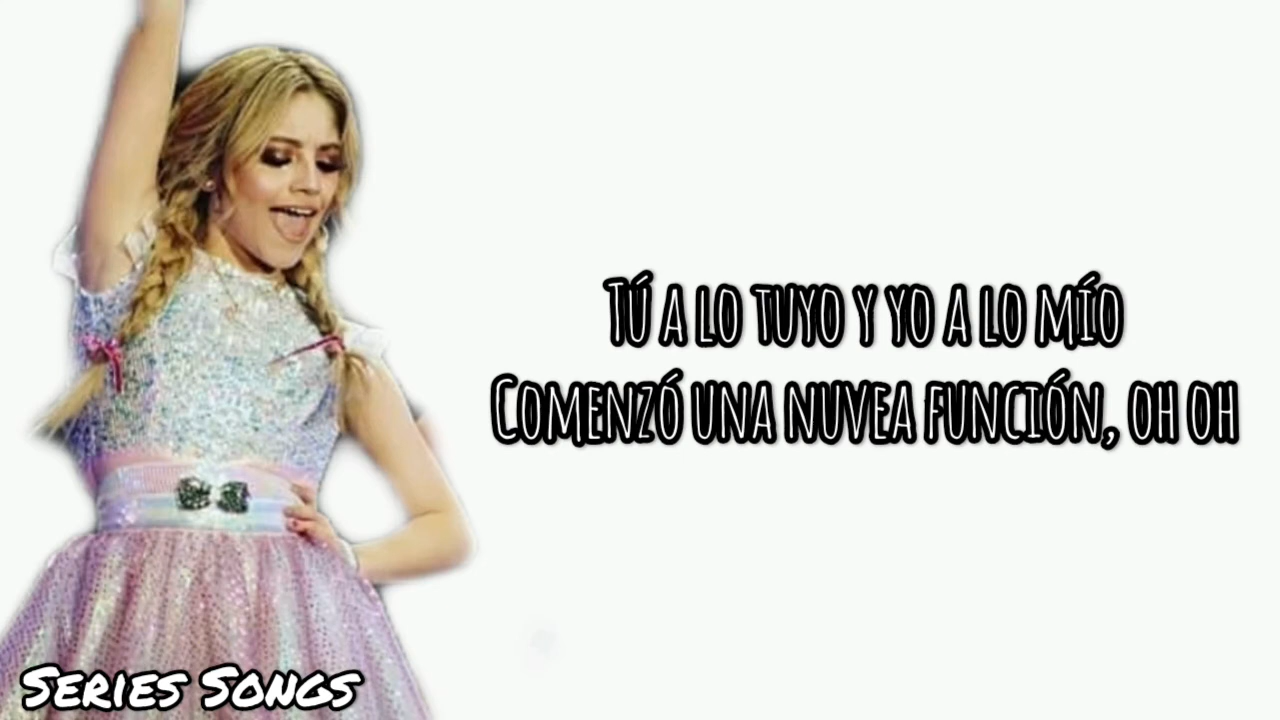 Tú a lo tuyo y yo a lo mío
Comenzó una nuvea función, oh oh
Series Songs